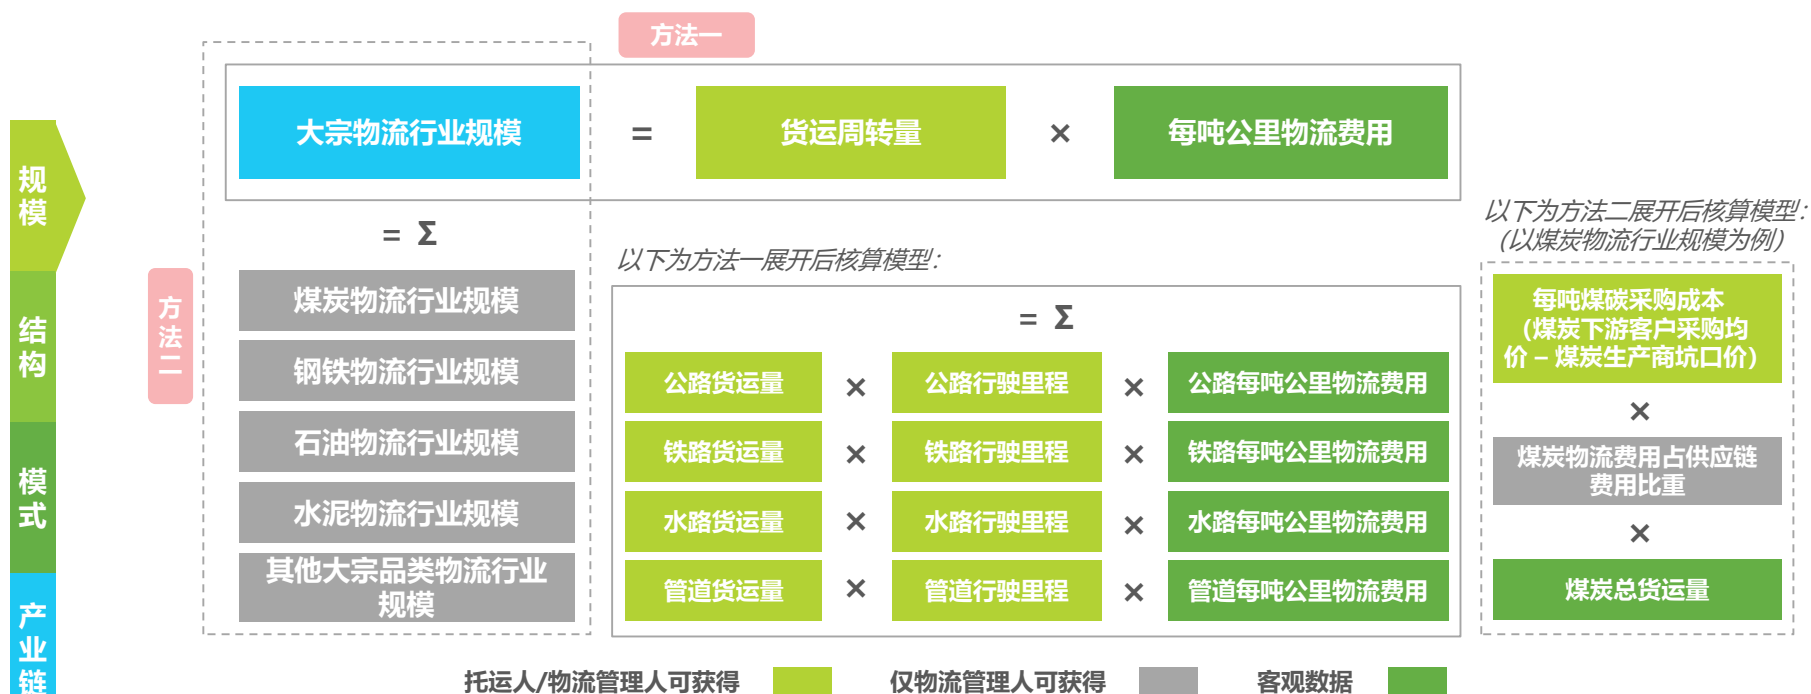 方法一
大宗物流行业规模 = 货运周转量 × 每吨公里物流费用
规模
结构
模式
产业链
方法二
= Σ
煤炭物流行业规模
钢铁物流行业规模
石油物流行业规模
水泥物流行业规模
其他大宗品类物流行业
规模
以下为方法一展开后核算模型：
= Σ
公路货运量 × 公路行驶里程 × 公路每吨公里物流费用
铁路货运量 × 铁路行驶里程 × 铁路每吨公里物流费用
水路货运量 × 水路行驶里程 × 水路每吨公里物流费用
管道货运量 × 管道行驶里程 × 管道每吨公里物流费用
以下为方法二展开后核算模型：
（以煤炭物流行业规模为例）
每吨煤碳采购成本
（煤炭下游客户采购均
价 – 煤炭生产商坑口价）
×
煤炭物流费用占供应链
费用比重
×
煤炭总货运量
托运人/物流管理人可获得
仅物流管理人可获得
客观数据